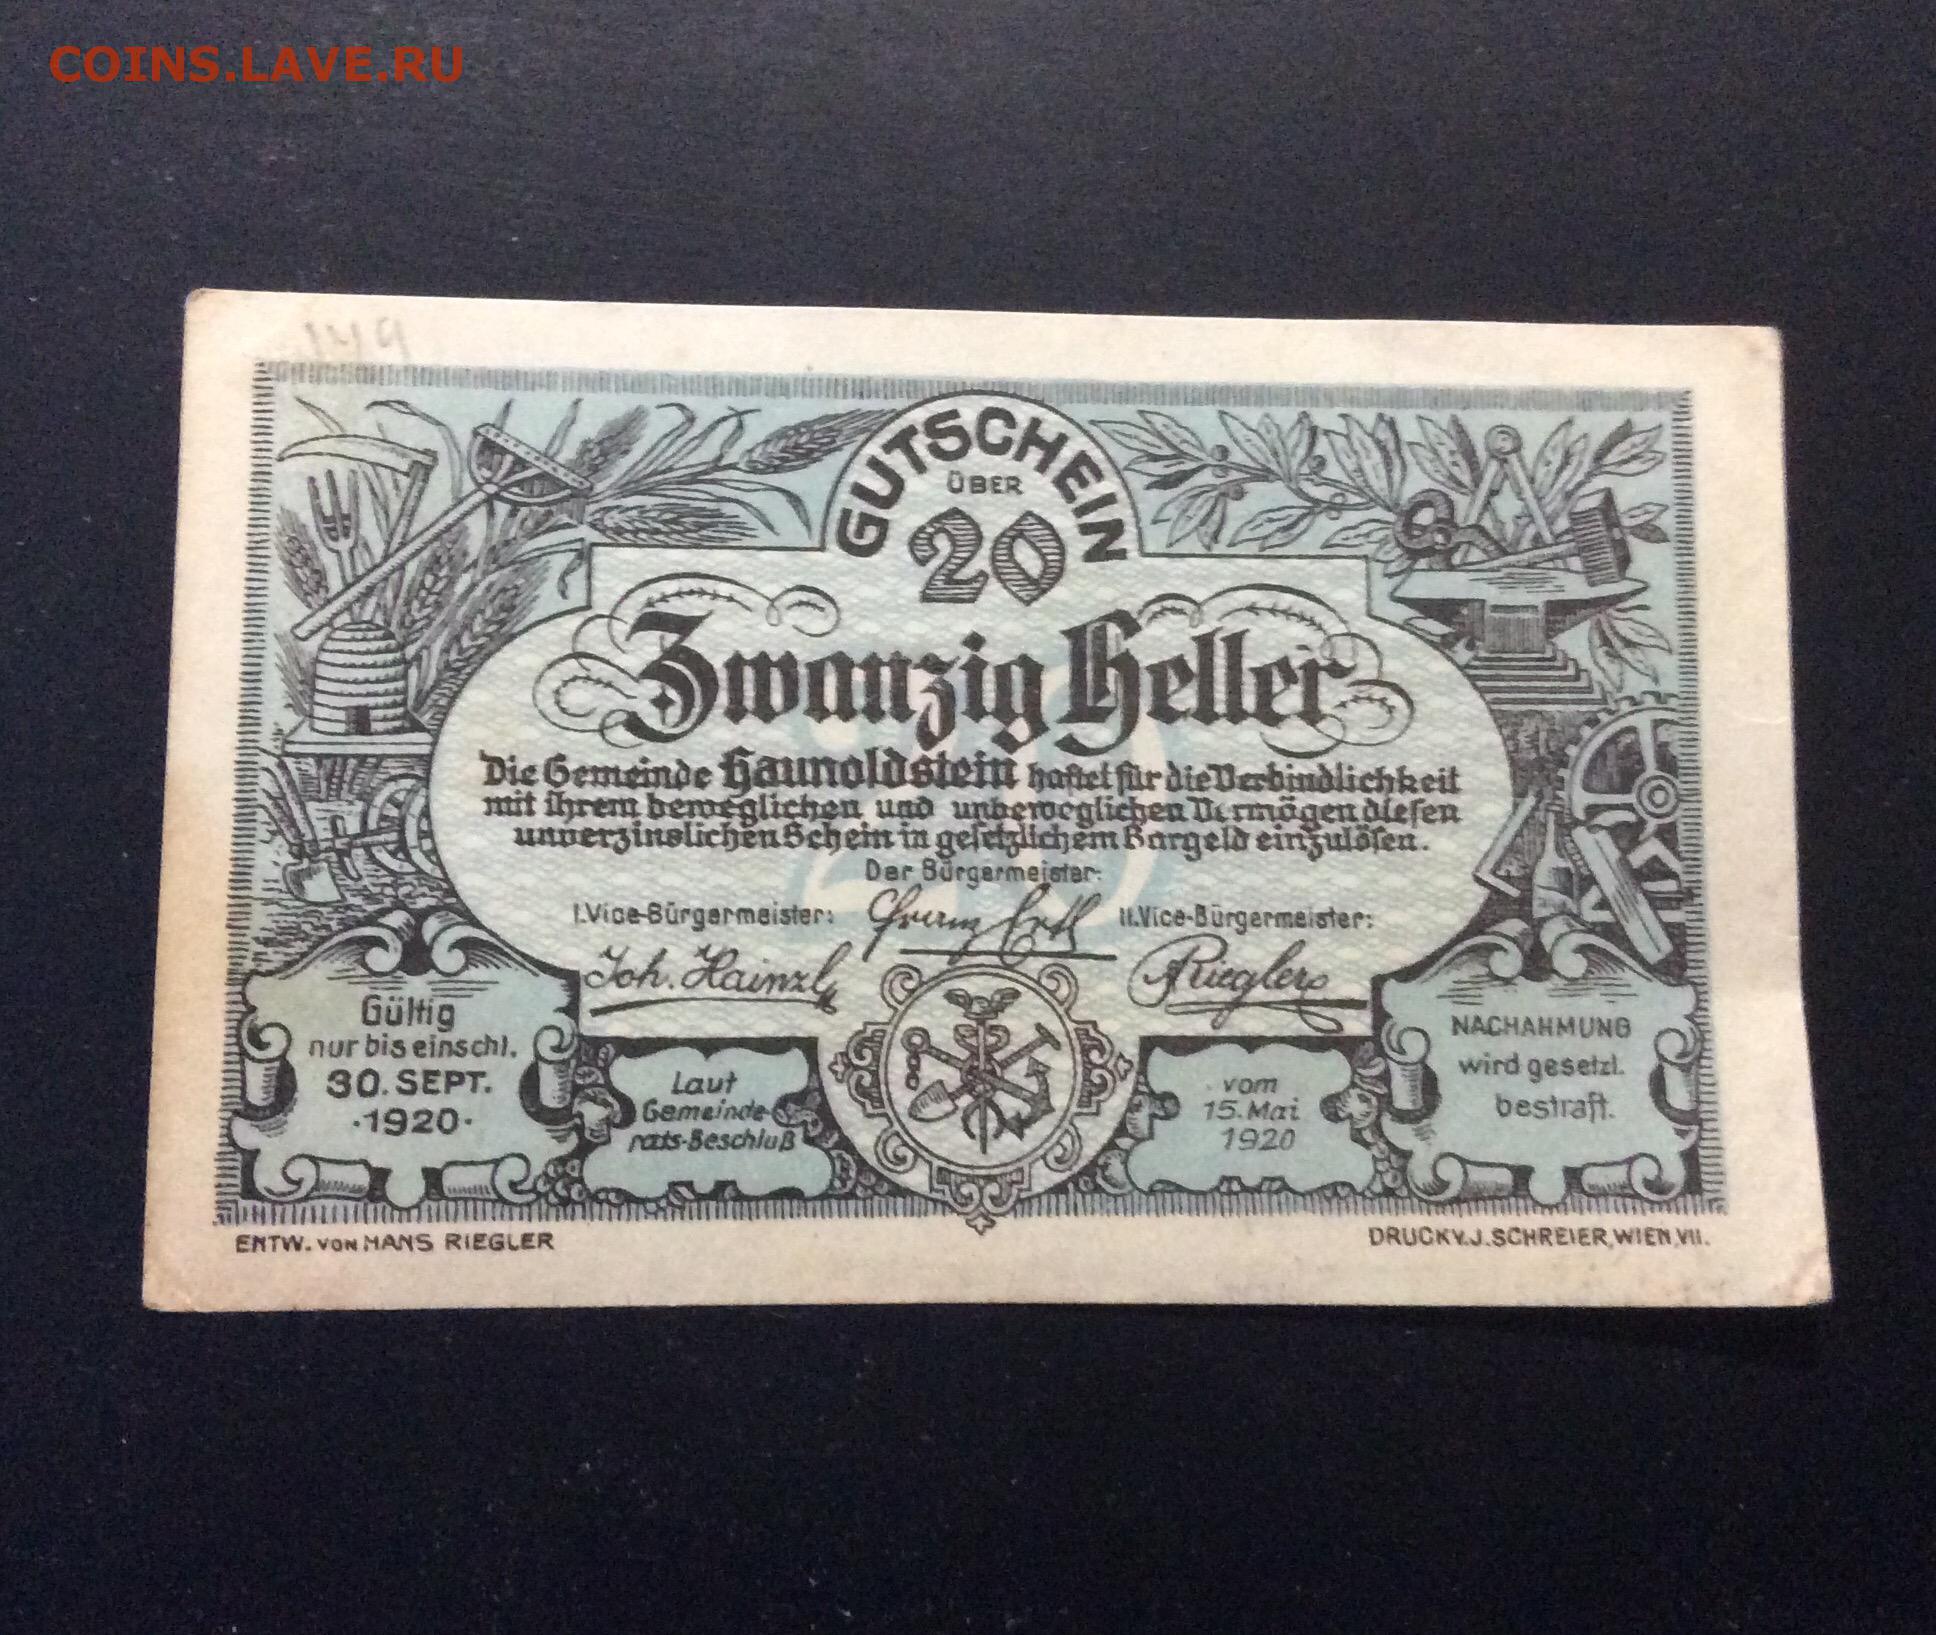 COINS.LAVE.RU
149
GUTSCHEIN
ÜBER
20
Zwanzig Heller
Die Gemeinde Haunoldstein haftet für die Verbindlichkeit
mit ihrem beweglichen und unbeweglichen Vermögen diesen
unverzinslichen Schein in gesetzlichem Bargeld einzulösen.
Der Bürgermeister:
I.Vice-Bürgermeister: Franz Ertl II.Vice-Bürgermeister:
Joh. Hainzl Riegler
Gültig
nur bis einschl.
30. SEPT.
·1920·
Laut
Gemeinde-
rats-Beschluß
vom
15. Mai
1920
NACHAHMUNG
wird gesetzl.
bestraft.
ENTW. VON HANS RIEGLER
DRUCK V. J. SCHREIER, WIEN, VII.